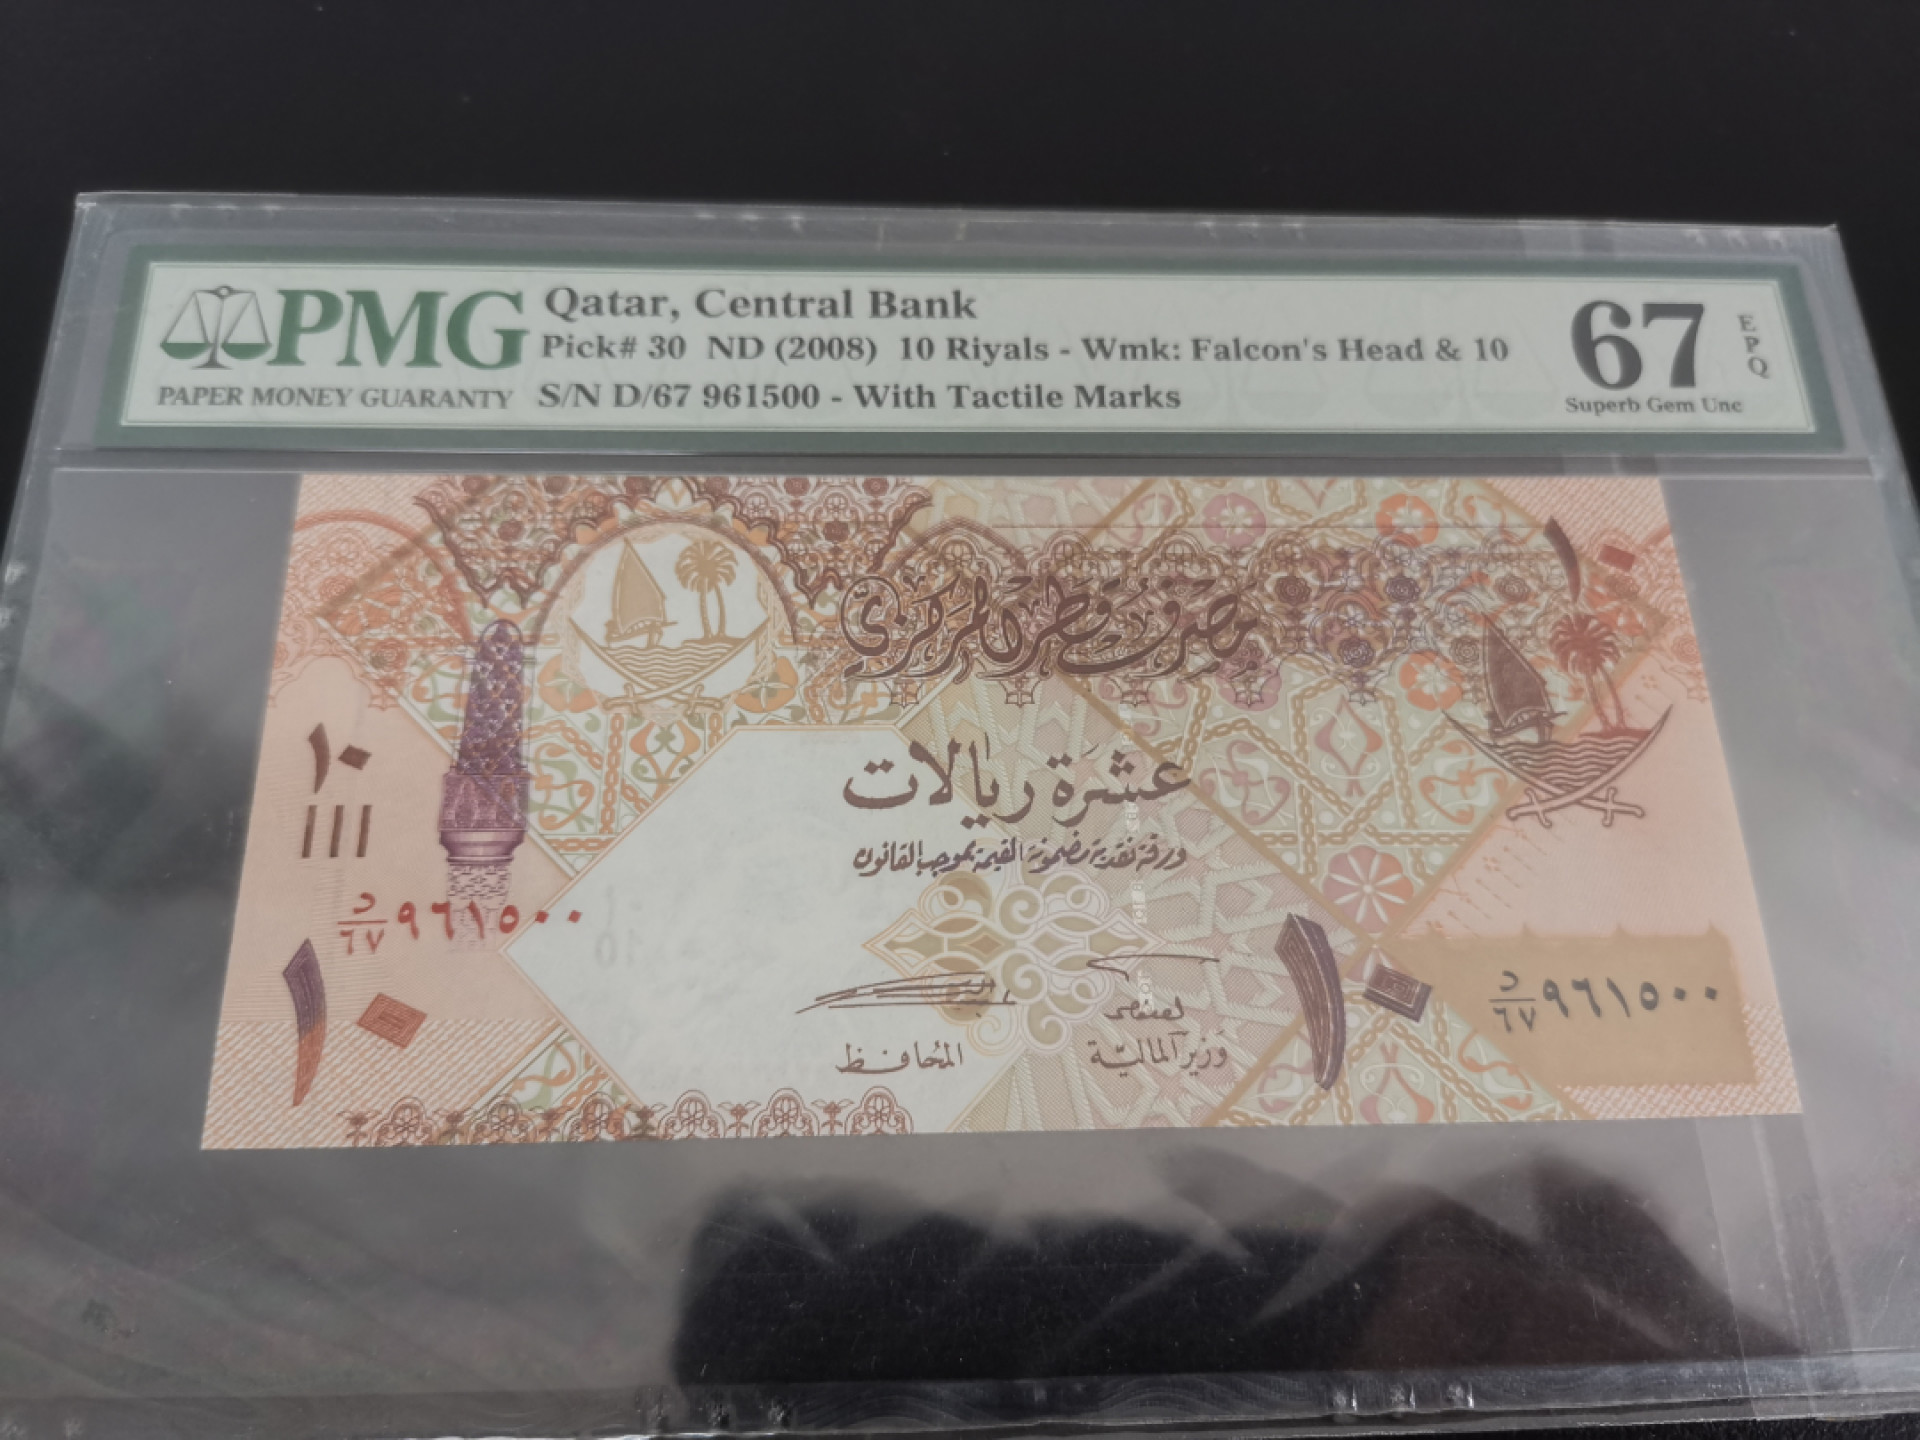 PMG
PAPER MONEY GUARANTY
Qatar, Central Bank
Pick# 30 ND (2008) 10 Riyals - Wmk: Falcon's Head & 10
S/N D/67 961500 - With Tactile Marks
67
EPQ
Superb Gem Unc
١٠
مصرف قطر المركزي
١٠
عشرة ريالات
ورقة نقدية مضمونة القيمة بموجب القانون
د/٦٧ ٩٦١٥٠٠
١٠
١٠
د/٦٧ ٩٦١٥٠٠
المحافظ
وزير المالية